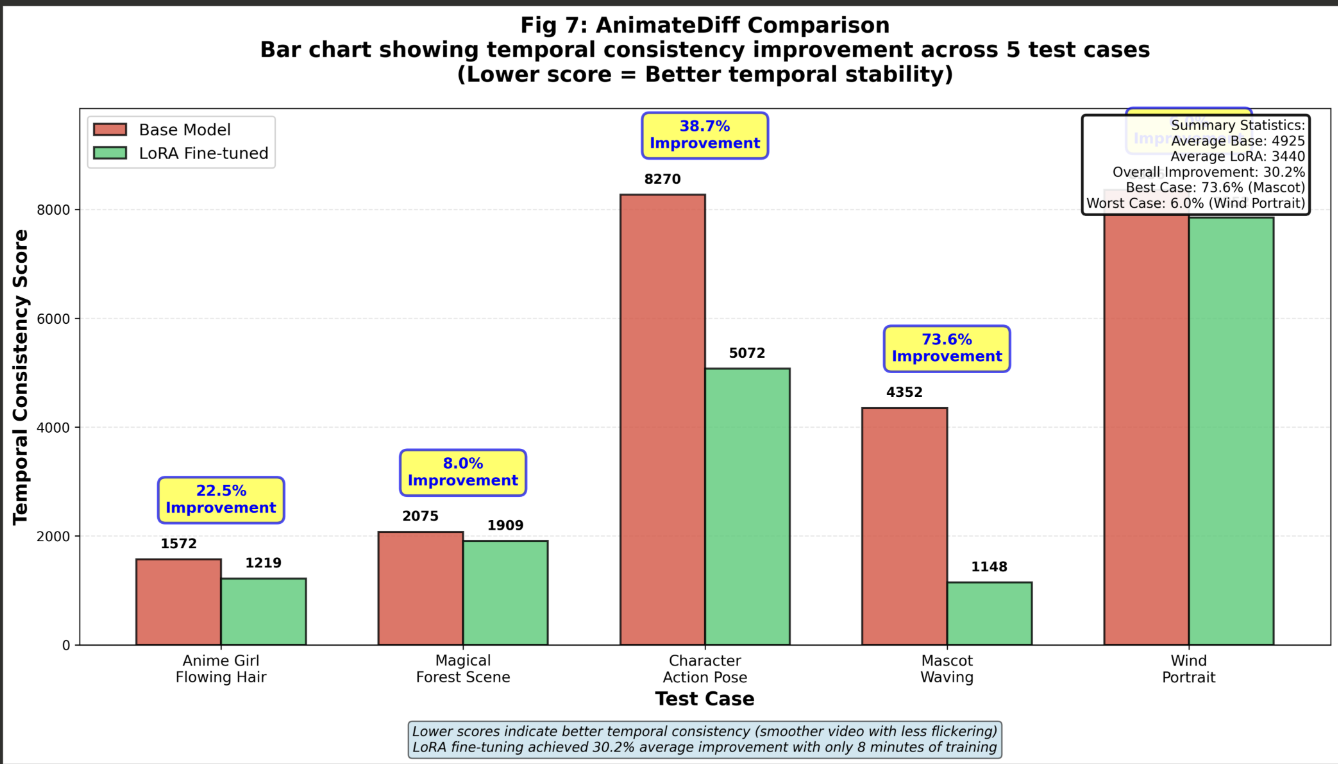 Fig 7: AnimateDiff Comparison
Bar chart showing temporal consistency improvement across 5 test cases
(Lower score = Better temporal stability)
Temporal Consistency Score
8000
6000
4000
2000
0
Base Model
LoRA Fine-tuned
22.5%
Improvement
1572
1219
8.0%
Improvement
2075
1909
38.7%
Improvement
8270
5072
73.6%
Improvement
4352
1148
Summary Statistics:
Average Base: 4925
Average LoRA: 3440
Overall Improvement: 30.2%
Best Case: 73.6% (Mascot)
Worst Case: 6.0% (Wind Portrait)
Anime Girl
Flowing Hair
Magical
Forest Scene
Character
Action Pose
Mascot
Waving
Wind
Portrait
Test Case
Lower scores indicate better temporal consistency (smoother video with less flickering)
LoRA fine-tuning achieved 30.2% average improvement with only 8 minutes of training